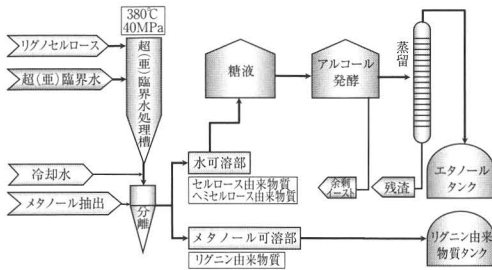 380℃
40MPa
リグノセルロース
超(亜)臨界水
超(亜)臨界水処理槽
冷却水
メタノール抽出
分離
糖液
アルコール
発酵
蒸留
水可溶部
セルロース由来物質
ヘミセルロース由来物質
余剰
イースト
残渣
エタノール
タンク
メタノール可溶部
リグニン由来物質
リグニン由来
物質タンク